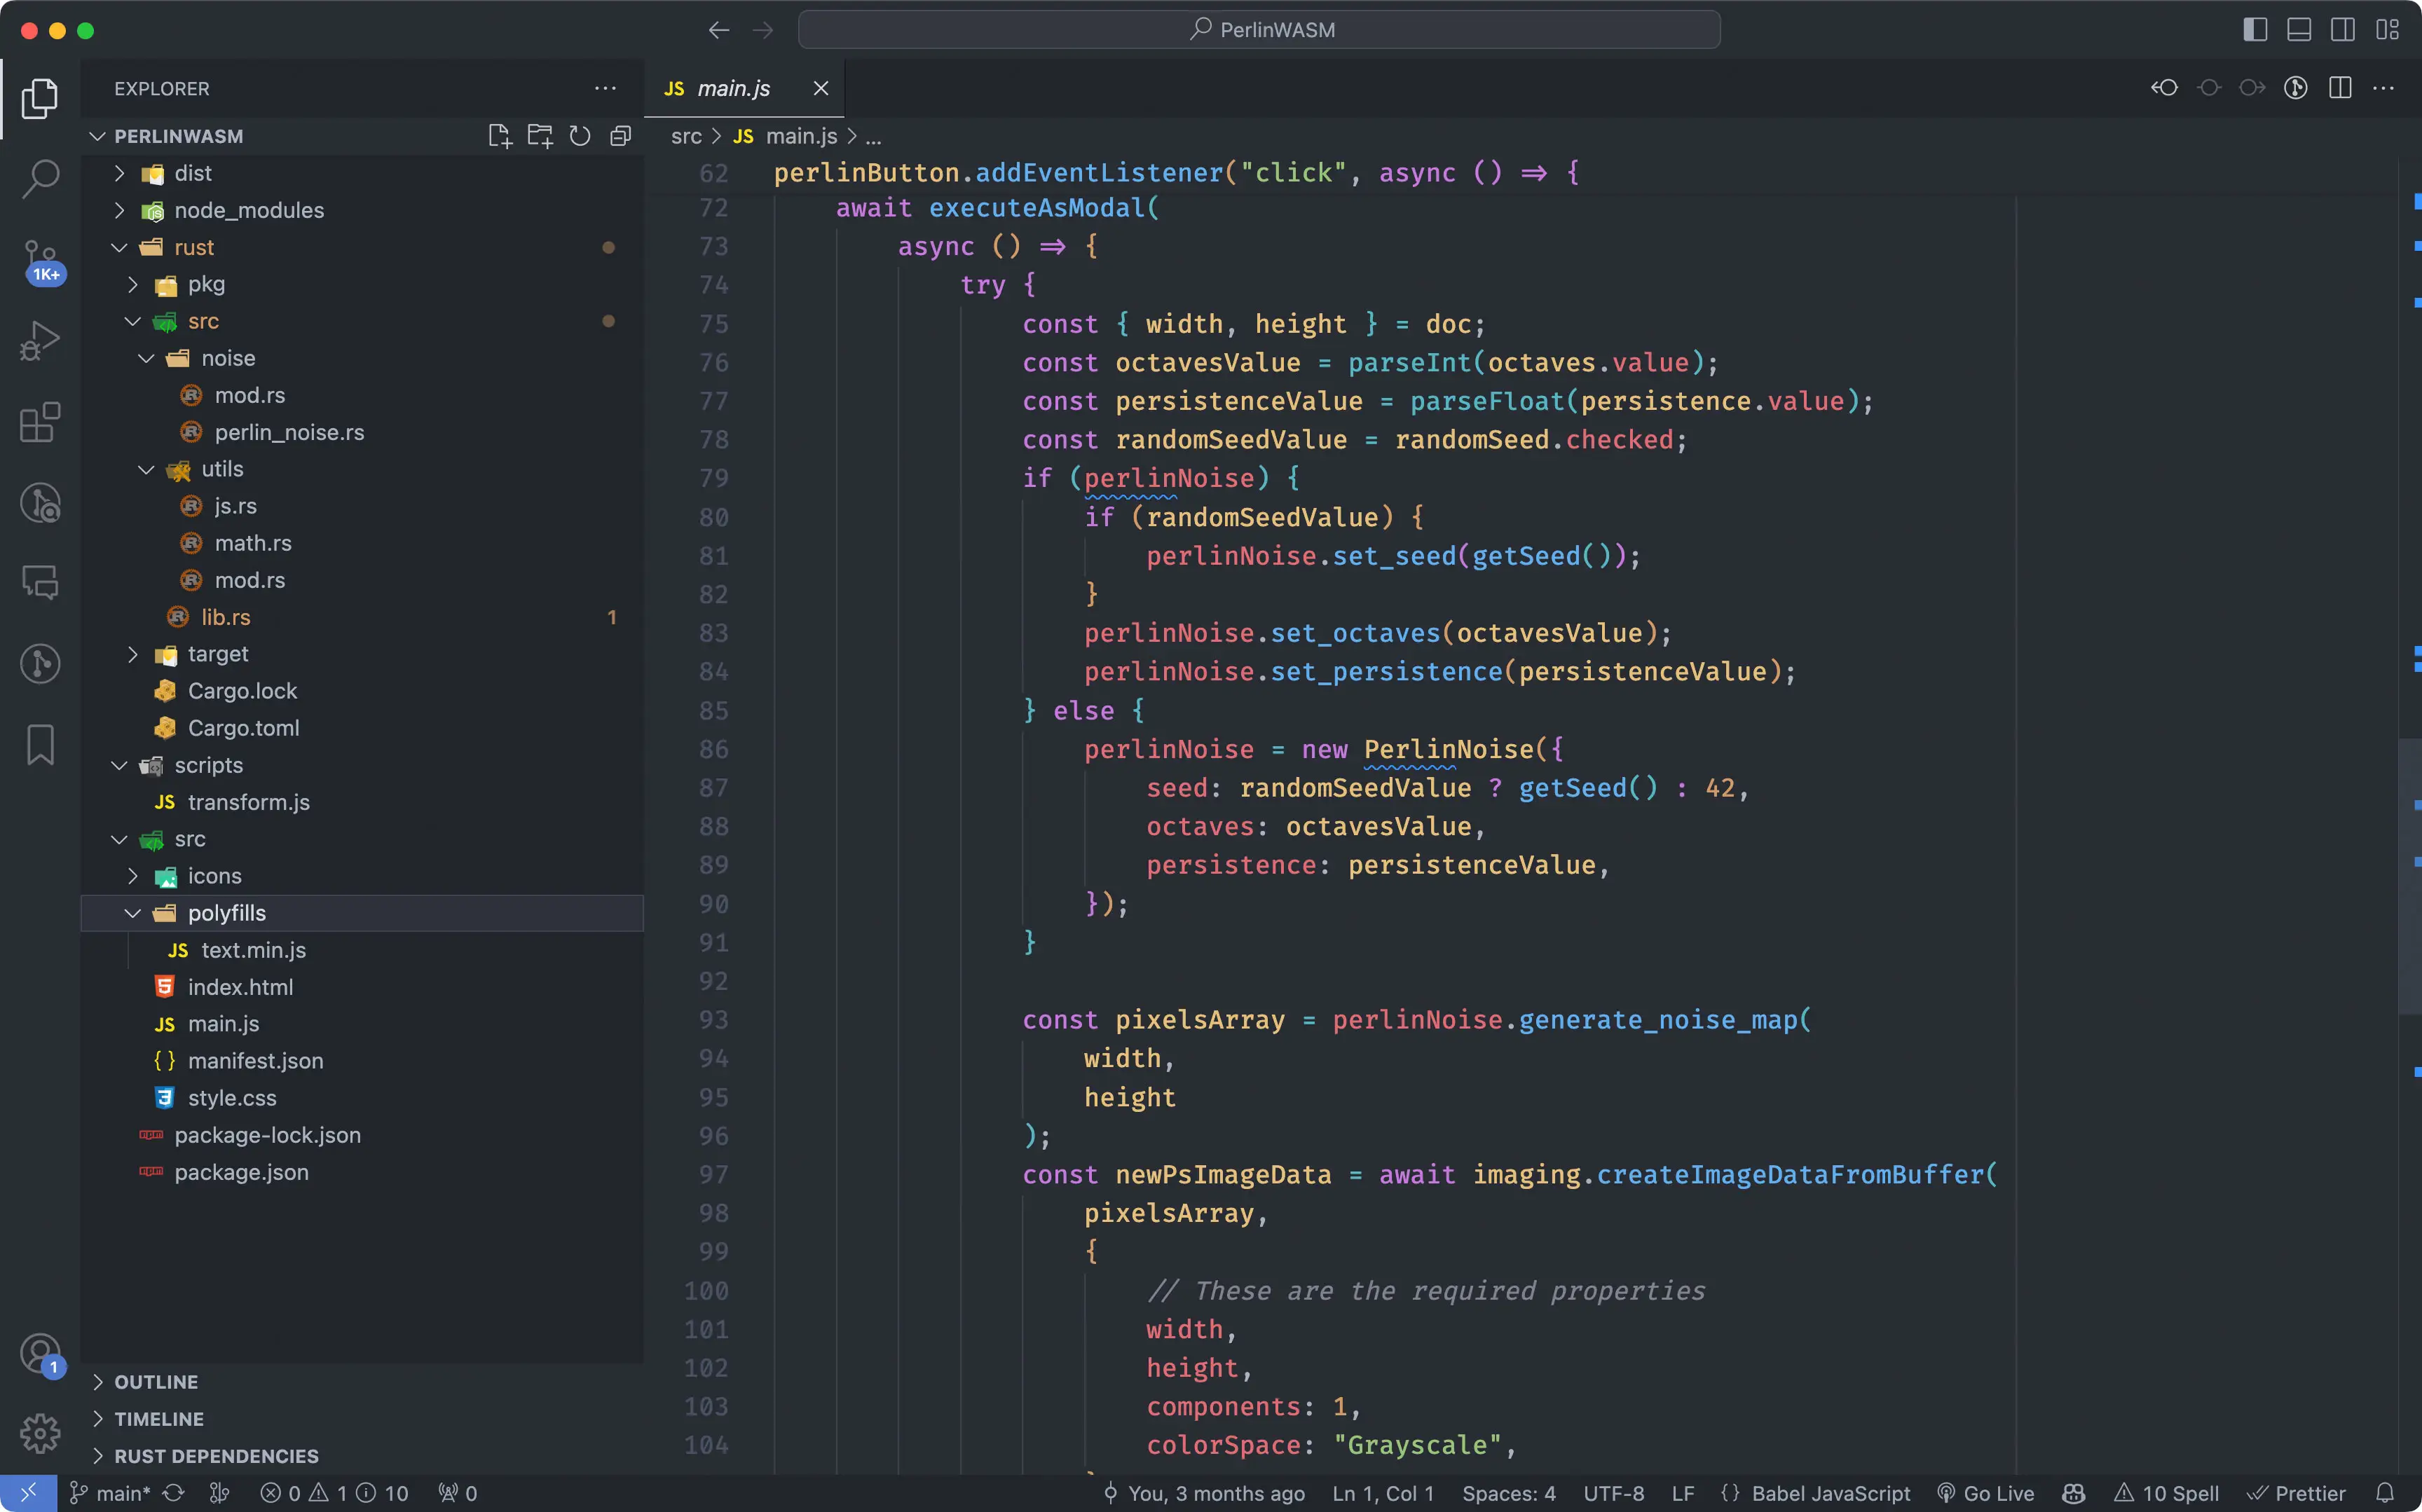 PerlinWASM
EXPLORER
JS main.js
PERLINWASM
src > JS main.js > ...
dist
node_modules
rust
pkg
src
noise
mod.rs
perlin_noise.rs
utils
js.rs
math.rs
mod.rs
lib.rs 1
target
Cargo.lock
Cargo.toml
scripts
JS transform.js
src
icons
polyfills
JS text.min.js
index.html
JS main.js
{ } manifest.json
style.css
package-lock.json
package.json
OUTLINE
TIMELINE
RUST DEPENDENCIES
1K+
1
62 perlinButton.addEventListener("click", async () => {
72 await executeAsModal(
73 async () => {
74 try {
75 const { width, height } = doc;
76 const octavesValue = parseInt(octaves.value);
77 const persistenceValue = parseFloat(persistence.value);
78 const randomSeedValue = randomSeed.checked;
79 if (perlinNoise) {
80 if (randomSeedValue) {
81 perlinNoise.set_seed(getSeed());
82 }
83 perlinNoise.set_octaves(octavesValue);
84 perlinNoise.set_persistence(persistenceValue);
85 } else {
86 perlinNoise = new PerlinNoise({
87 seed: randomSeedValue ? getSeed() : 42,
88 octaves: octavesValue,
89 persistence: persistenceValue,
90 });
91 }
92
93 const pixelsArray = perlinNoise.generate_noise_map(
94 width,
95 height
96 );
97 const newPsImageData = await imaging.createImageDataFromBuffer(
98 pixelsArray,
99 {
100 // These are the required properties
101 width,
102 height,
103 components: 1,
104 colorSpace: "Grayscale",
main* 0 1 10 0 You, 3 months ago Ln 1, Col 1 Spaces: 4 UTF-8 LF {} Babel JavaScript Go Live 10 Spell Prettier